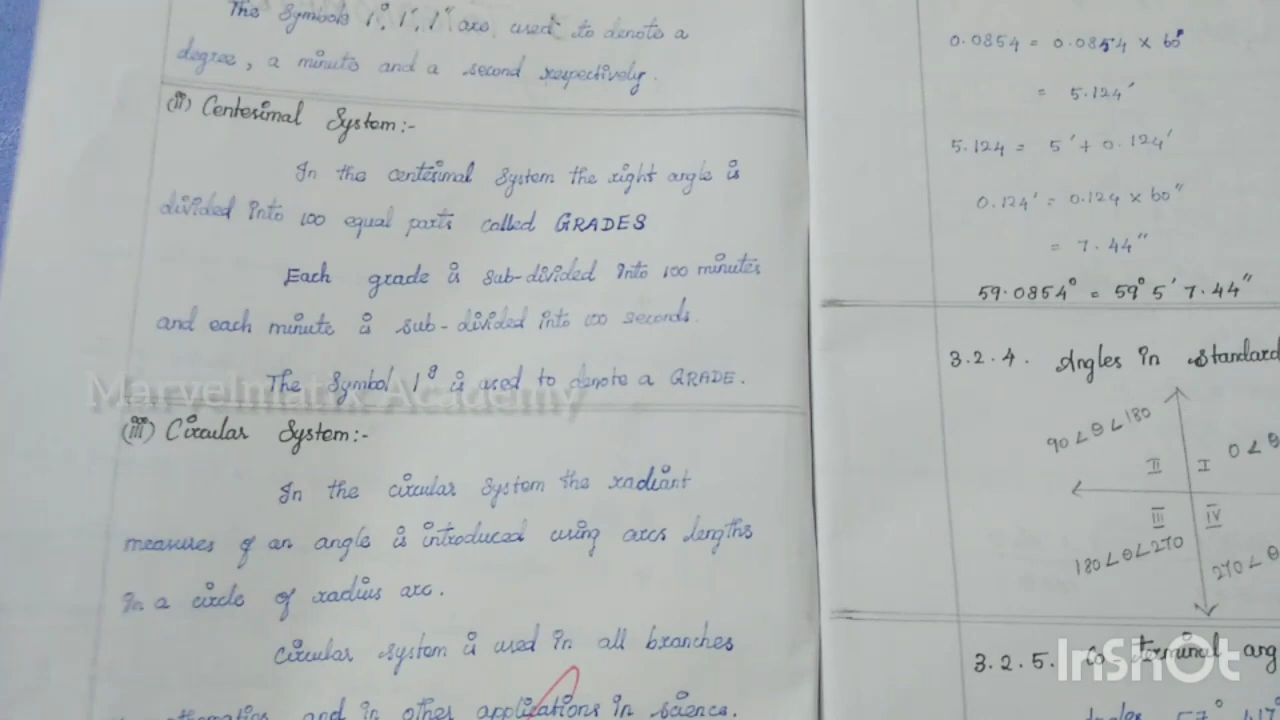 The Symbols 1°, 1', 1" are used to denote a
degree, a minute and a second respectively.
(ii) Centesimal System:-
In the centesimal system the right angle is
divided into 100 equal parts called GRADES
Each grade is sub-divided into 100 minutes
and each minute is sub-divided into 100 seconds.
The Symbol 1g is used to denote a GRADE.
Marvelmatix Academy
(iii) Circular System:-
In the circular system the radiant
measures of an angle is introduced using arcs lengths
in a circle of radius arc.
Circular system is used in all branches
and in other applications in science.
0.0854 = 0.0854 × 60'
= 5.124'
5.124 = 5' + 0.124'
0.124' = 0.124 × 60"
= 7.44"
59.0854° = 59° 5' 7.44"
3.2.4. Angles in Standard
90 < θ < 180
0 < θ
II I
III IV
180 < θ < 270
270 < θ
3.2.5. Co terminal ang
InShOt